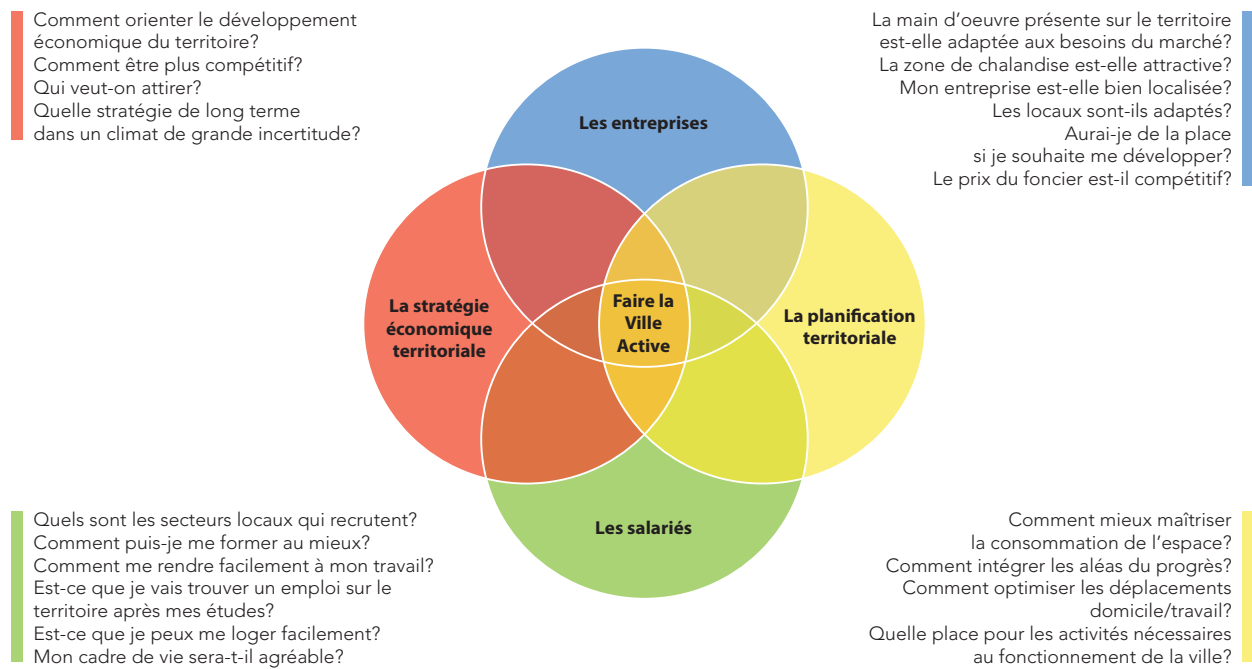 Comment orienter le développement
économique du territoire?
Comment être plus compétitif?
Qui veut-on attirer?
Quelle stratégie de long terme
dans un climat de grande incertitude?
La main d'oeuvre présente sur le territoire
est-elle adaptée aux besoins du marché?
La zone de chalandise est-elle attractive?
Mon entreprise est-elle bien localisée?
Les locaux sont-ils adaptés?
Aurai-je de la place
si je souhaite me développer?
Le prix du foncier est-il compétitif?
Les entreprises
La stratégie
économique
territoriale
Faire la
Ville
Active
La planification
territoriale
Les salariés
Quels sont les secteurs locaux qui recrutent?
Comment puis-je me former au mieux?
Comment me rendre facilement à mon travail?
Est-ce que je vais trouver un emploi sur le
territoire après mes études?
Est-ce que je peux me loger facilement?
Mon cadre de vie sera-t-il agréable?
Comment mieux maîtriser
la consommation de l'espace?
Comment intégrer les aléas du progrès?
Comment optimiser les déplacements
domicile/travail?
Quelle place pour les activités nécessaires
au fonctionnement de la ville?